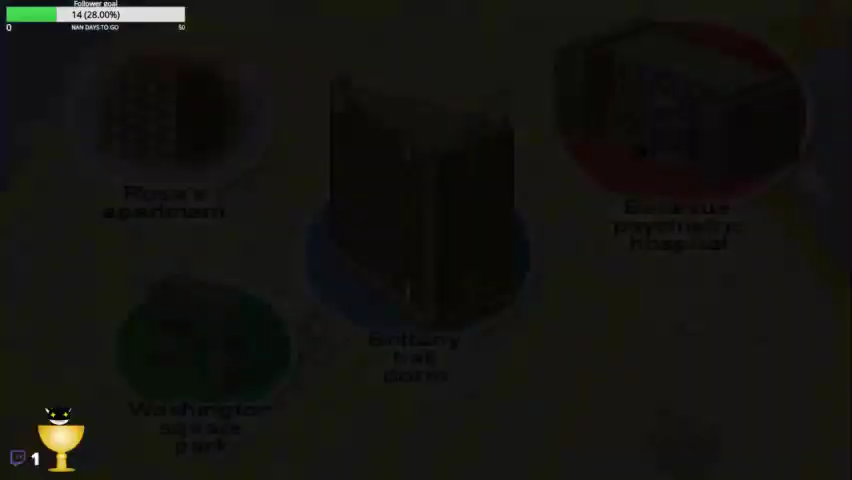 Follower goal
14 (28.00%)
0
NAN DAYS TO GO
50
Rosa's
apartment
Bellevue
psychiatric
hospital
Brittany
hall
dorm
Washington
square
park
1